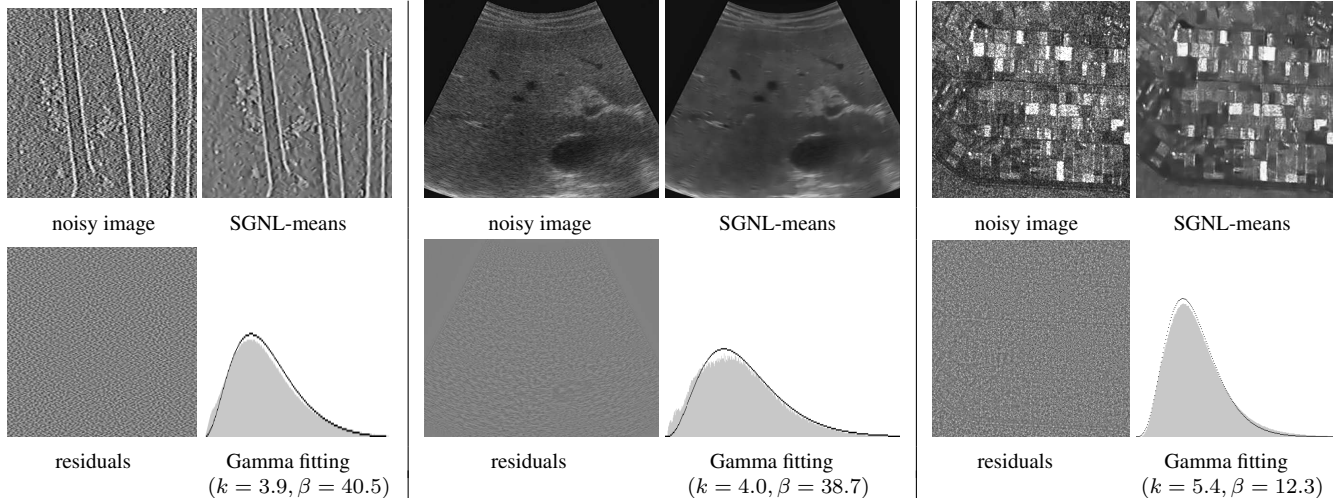 noisy image
SGNL-means
residuals
Gamma fitting
(k = 3.9, β = 40.5)
noisy image
SGNL-means
residuals
Gamma fitting
(k = 4.0, β = 38.7)
noisy image
SGNL-means
residuals
Gamma fitting
(k = 5.4, β = 12.3)